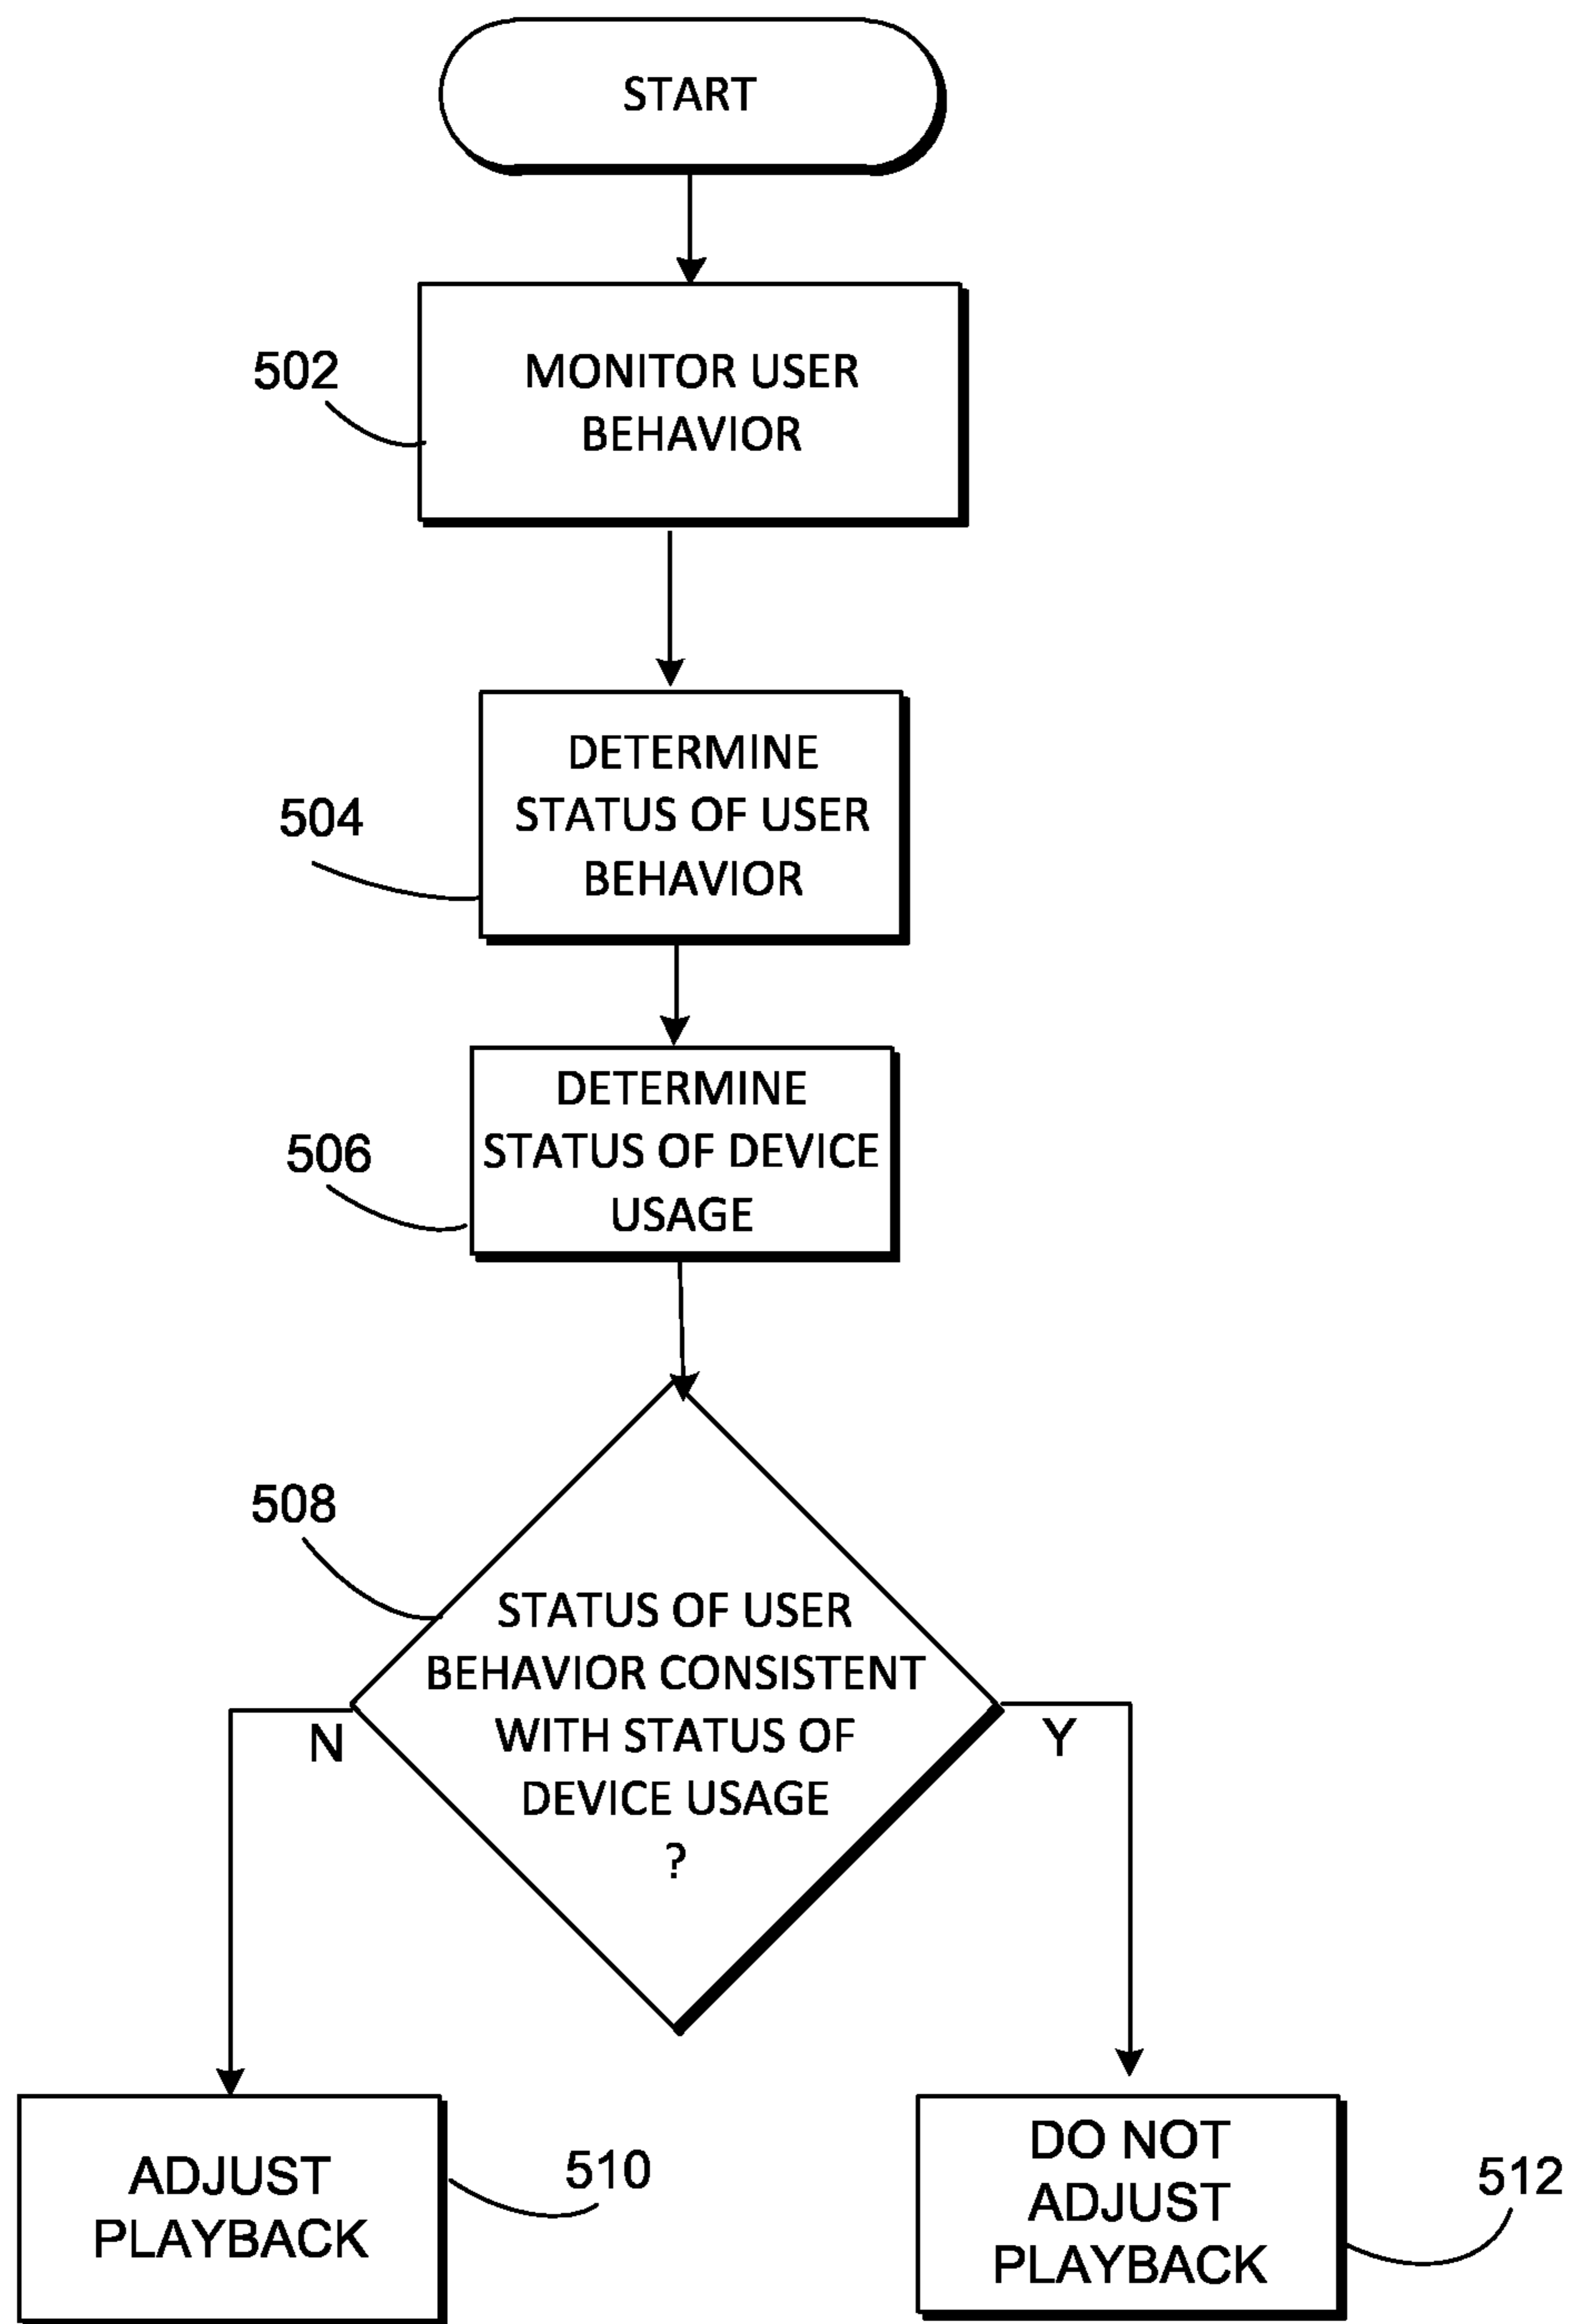 START
502
MONITOR USER
BEHAVIOR
504
DETERMINE
STATUS OF USER
BEHAVIOR
506
DETERMINE
STATUS OF DEVICE
USAGE
508
STATUS OF USER
BEHAVIOR CONSISTENT
WITH STATUS OF
DEVICE USAGE
?
N
Y
ADJUST
PLAYBACK
510
DO NOT
ADJUST
PLAYBACK
512